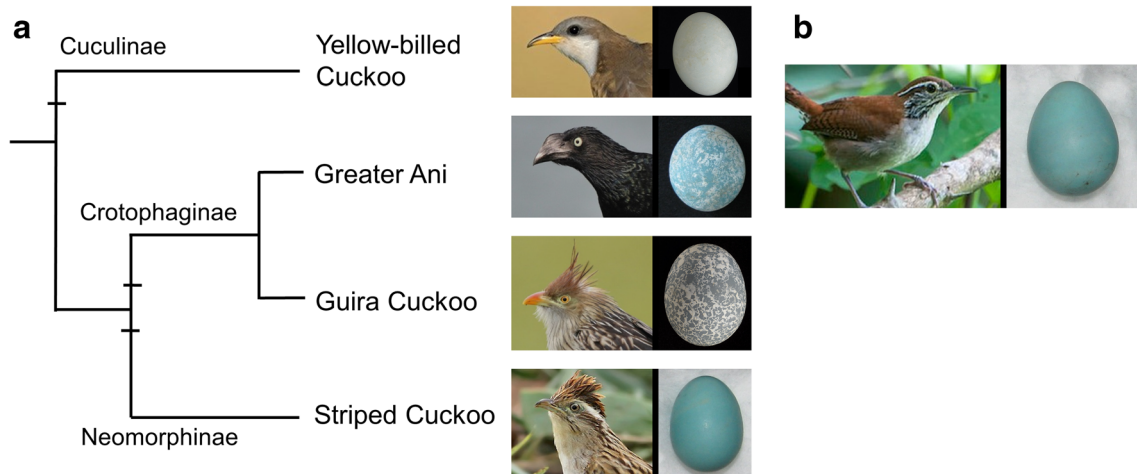 a
b
Cuculinae
Yellow-billed
Cuckoo
Greater Ani
Crotophaginae
Guira Cuckoo
Striped Cuckoo
Neomorphinae